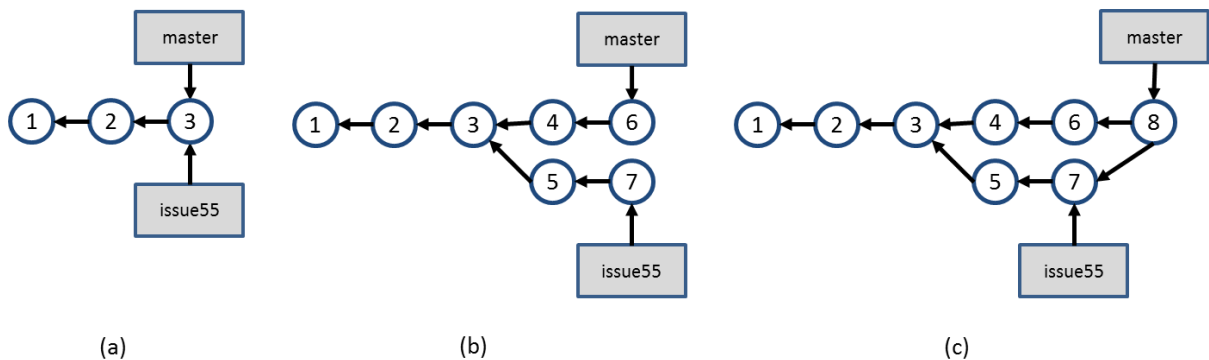 master
1 2 3
issue55
(a)
master
1 2 3 4 6
5 7
issue55
(b)
master
1 2 3 4 6 8
5 7
issue55
(c)